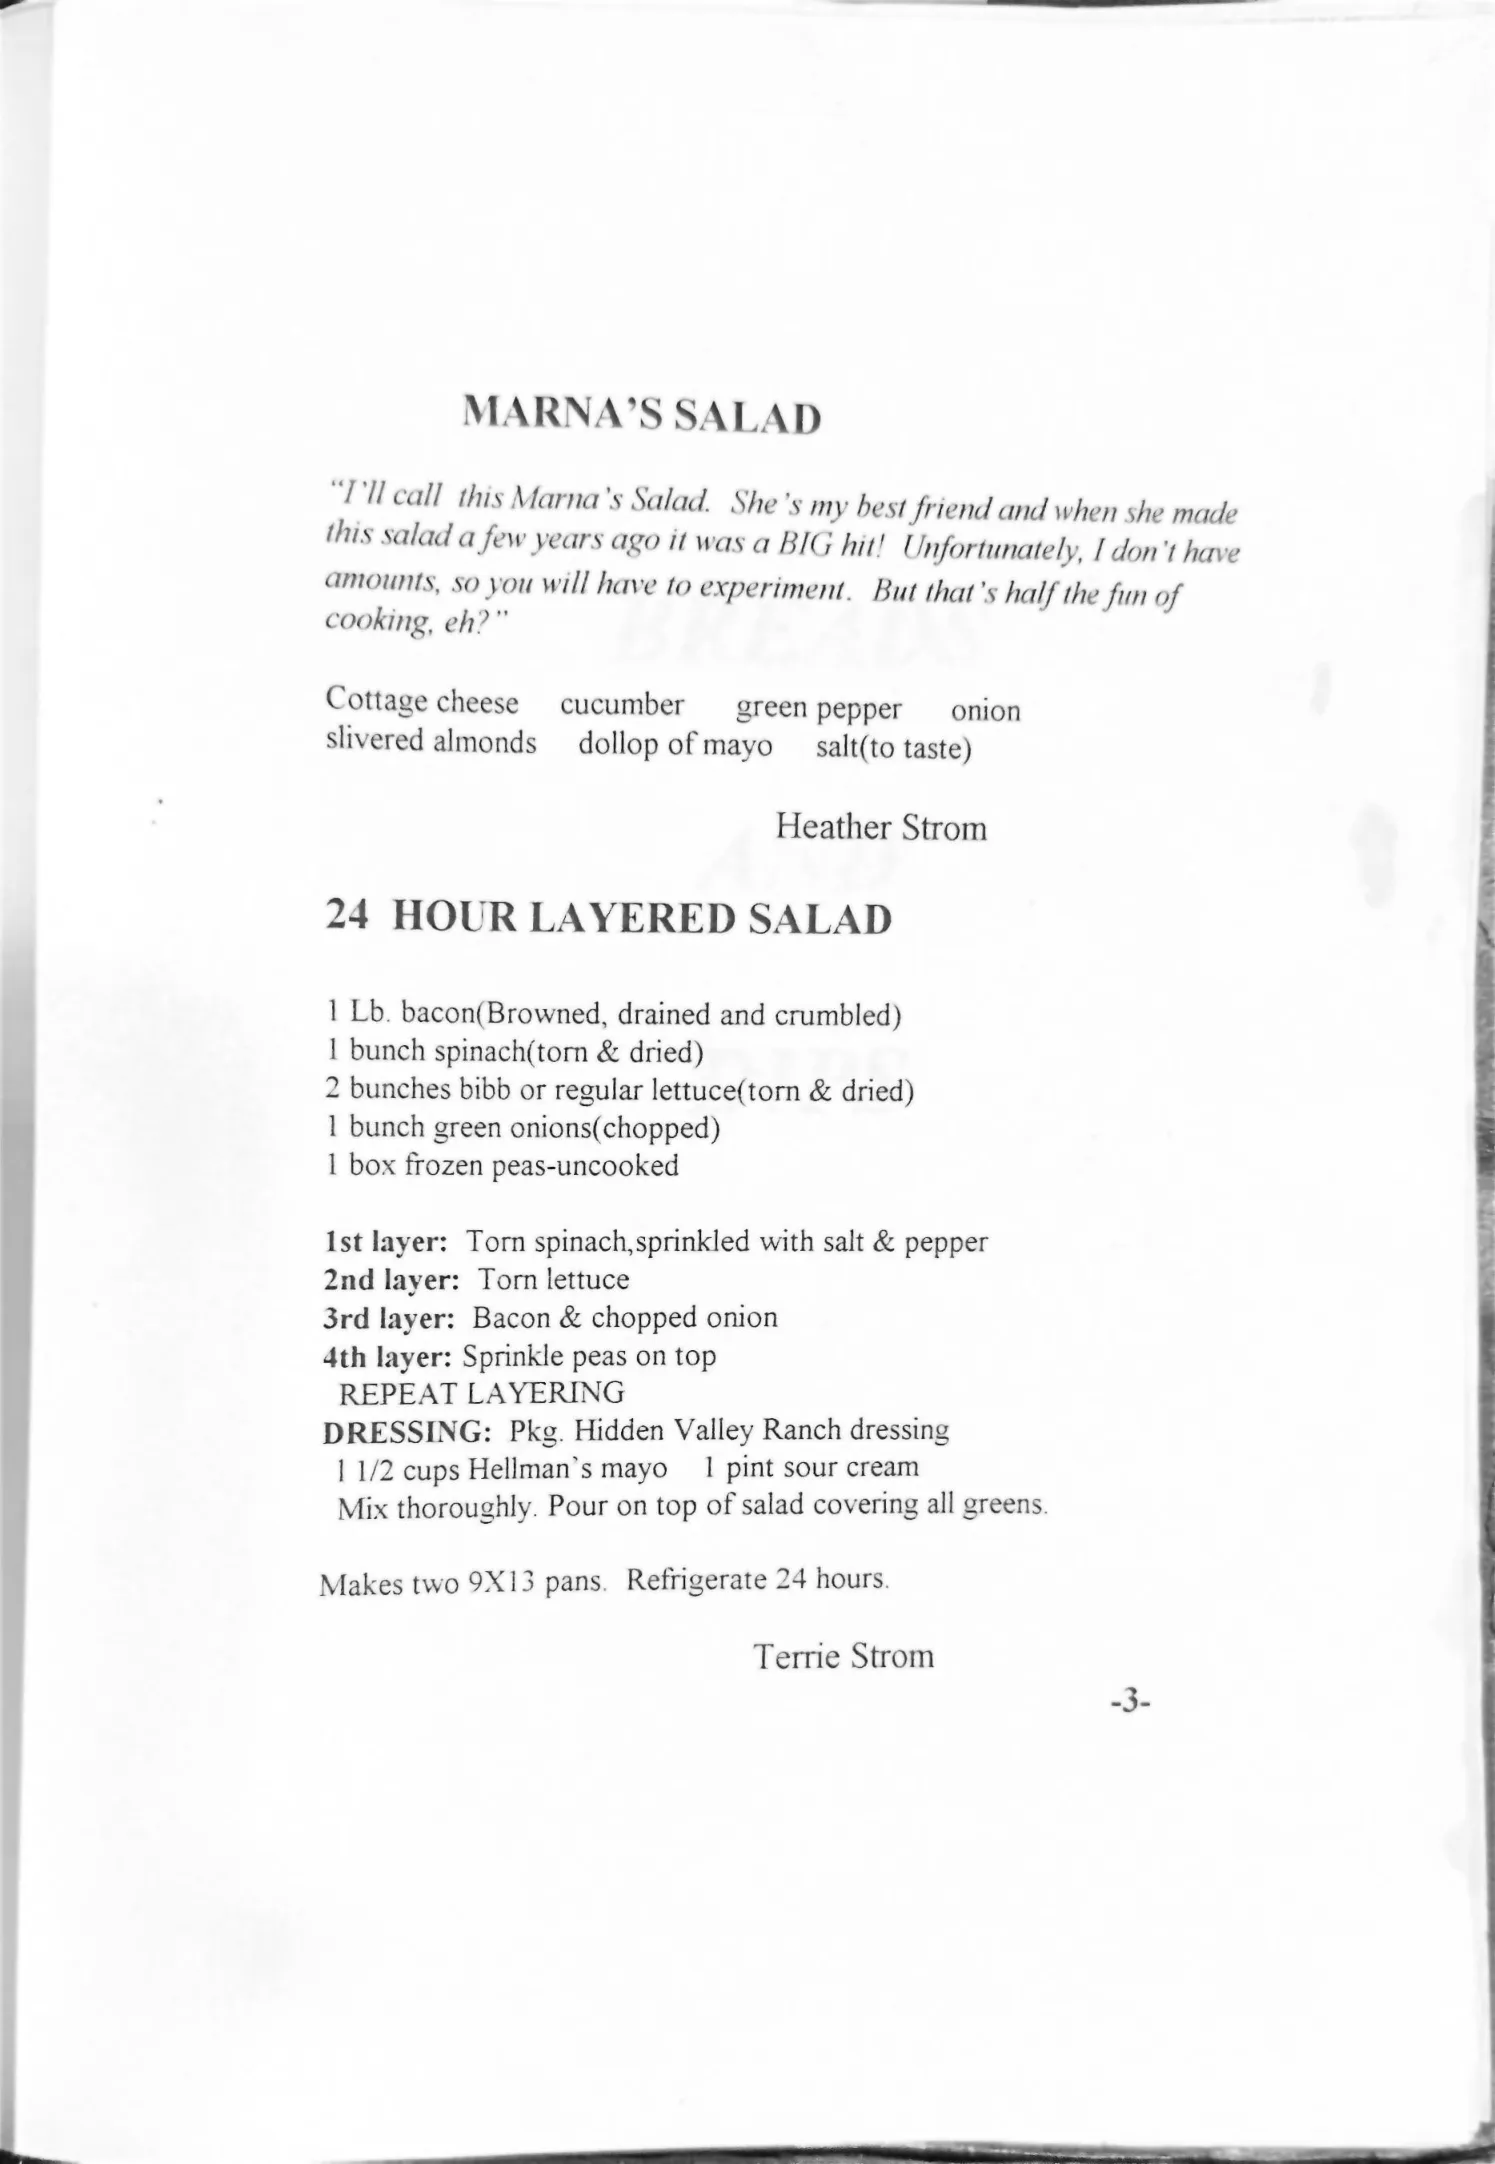 MARNA'S SALAD
"I'll call this Marna's Salad. She's my best friend and when she made
this salad a few years ago it was a BIG hit! Unfortunately, I don't have
amounts, so you will have to experiment. But that's half the fun of
cooking, eh?"
Cottage cheese cucumber green pepper onion
slivered almonds dollop of mayo salt(to taste)
Heather Strom
24 HOUR LAYERED SALAD
1 Lb. bacon(Browned, drained and crumbled)
1 bunch spinach(torn & dried)
2 bunches bibb or regular lettuce(torn & dried)
1 bunch green onions(chopped)
1 box frozen peas-uncooked
1st layer: Torn spinach,sprinkled with salt & pepper
2nd layer: Torn lettuce
3rd layer: Bacon & chopped onion
4th layer: Sprinkle peas on top
REPEAT LAYERING
DRESSING: Pkg. Hidden Valley Ranch dressing
1 1/2 cups Hellman's mayo 1 pint sour cream
Mix thoroughly. Pour on top of salad covering all greens.
Makes two 9X13 pans. Refrigerate 24 hours.
Terrie Strom
-3-